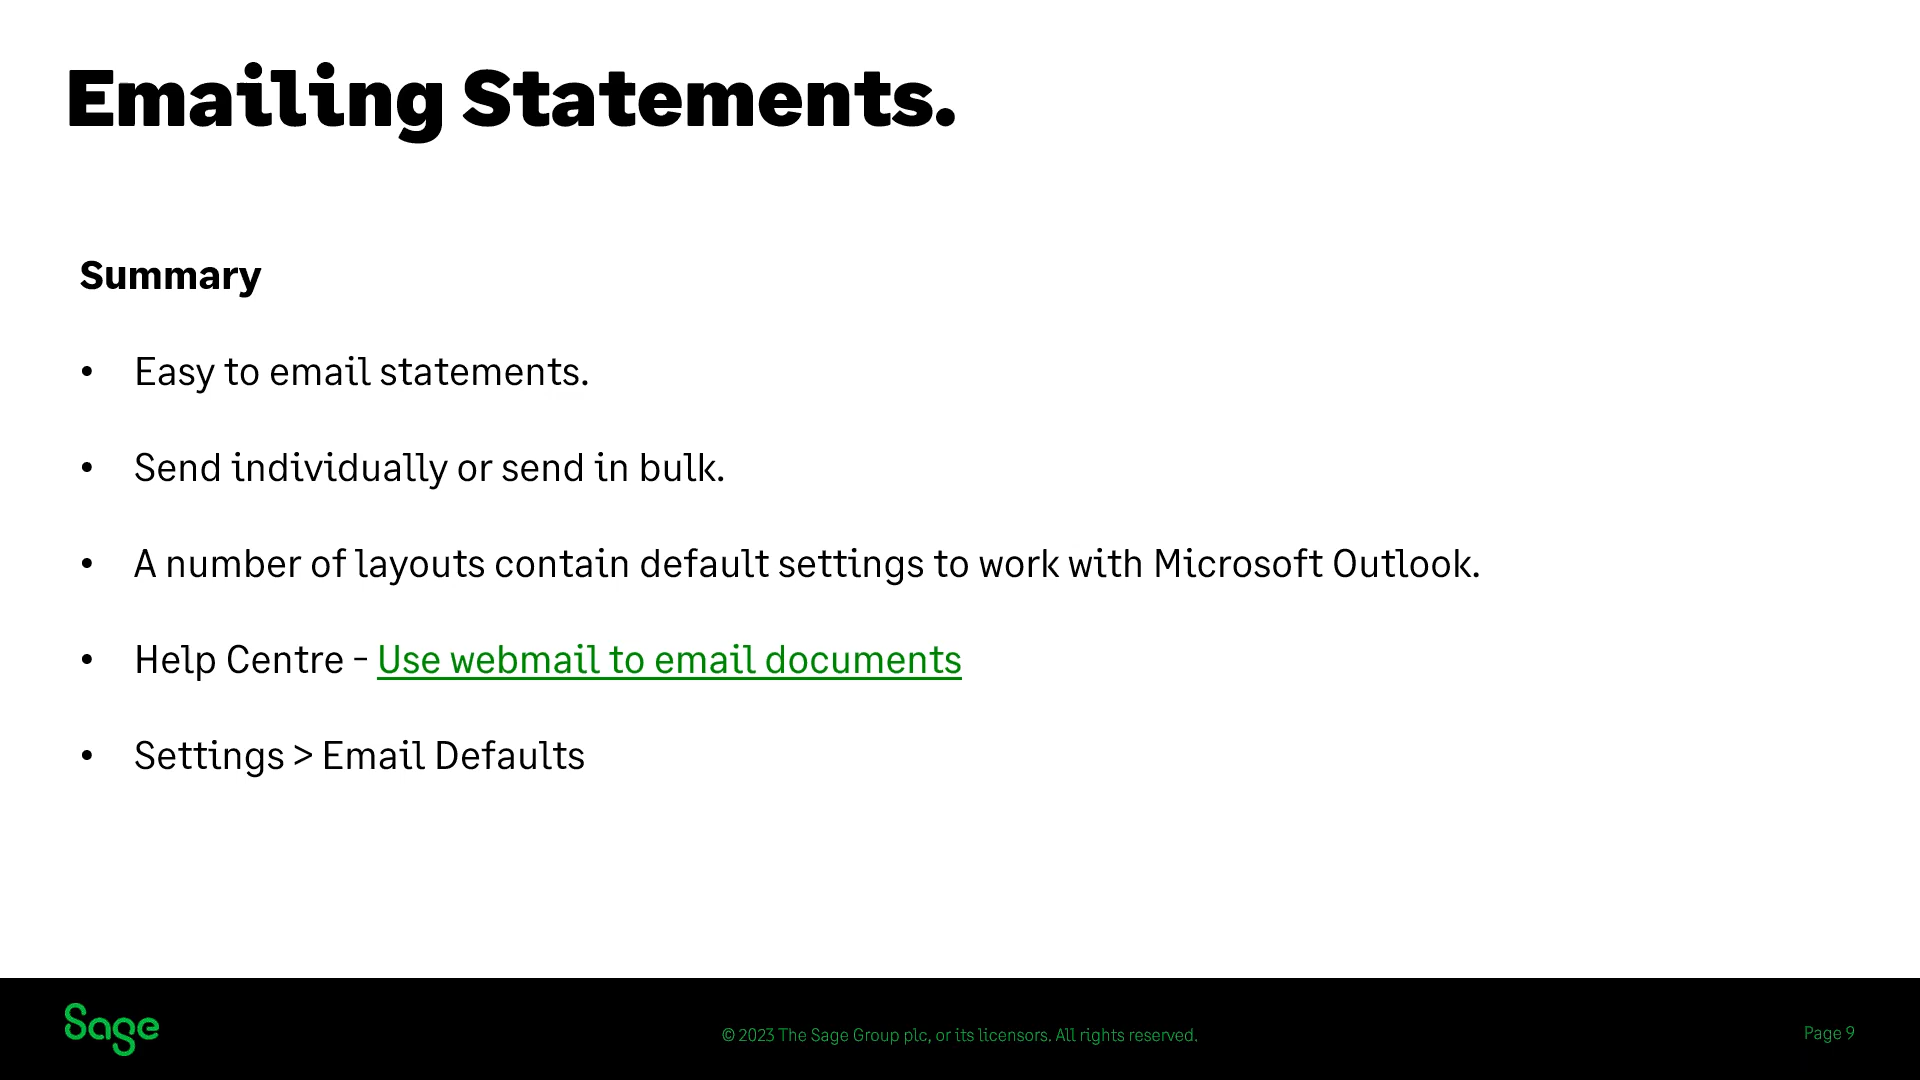 Emailing Statements.
Summary
• Easy to email statements.
• Send individually or send in bulk.
• A number of layouts contain default settings to work with Microsoft Outlook.
• Help Centre - Use webmail to email documents
• Settings > Email Defaults
Sage
© 2023 The Sage Group plc, or its licensors. All rights reserved.
Page 9